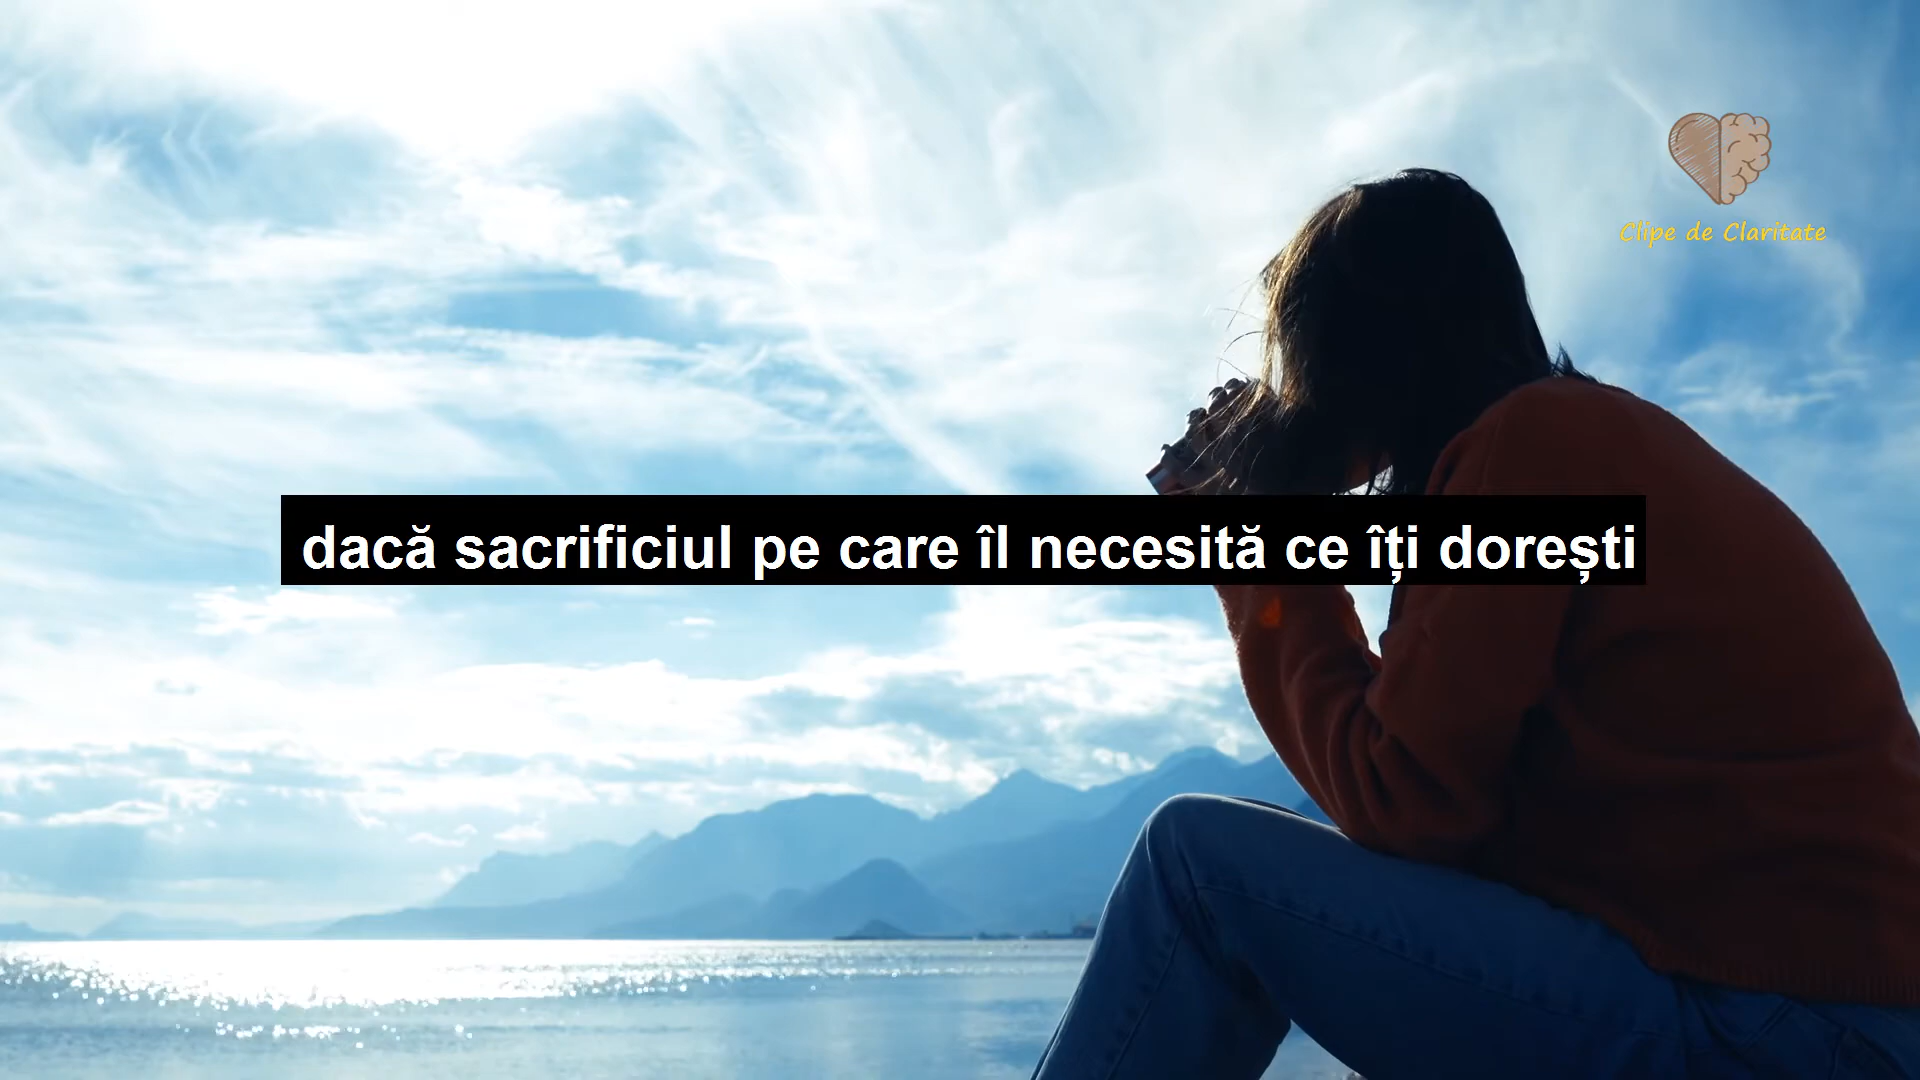 Clipe de Claritate
dacă sacrificiul pe care îl necesită ce îți dorești